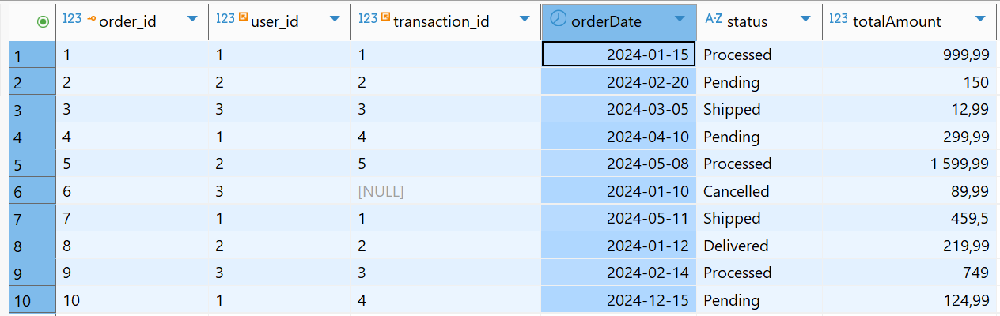 123 order_id 123 user_id 123 transaction_id orderDate A-Z status 123 totalAmount
1 1 1 1 2024-01-15 Processed 999,99
2 2 2 2 2024-02-20 Pending 150
3 3 3 3 2024-03-05 Shipped 12,99
4 4 1 4 2024-04-10 Pending 299,99
5 5 2 5 2024-05-08 Processed 1 599,99
6 6 3 [NULL] 2024-01-10 Cancelled 89,99
7 7 1 1 2024-05-11 Shipped 459,5
8 8 2 2 2024-01-12 Delivered 219,99
9 9 3 3 2024-02-14 Processed 749
10 10 1 4 2024-12-15 Pending 124,99